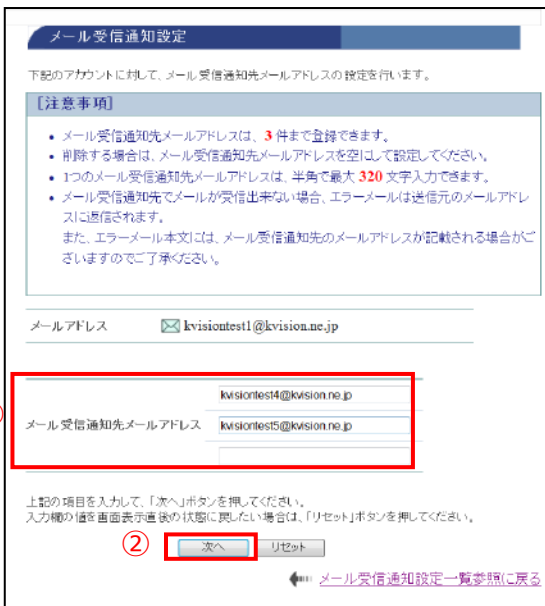 メール受信通知設定
下記のアカウントに対して、メール受信通知先メールアドレスの設定を行います。
[注意事項]
• メール受信通知先メールアドレスは、3件まで登録できます。
• 削除する場合は、メール受信通知先メールアドレスを空にして設定してください。
• 1つのメール受信通知先メールアドレスは、半角で最大 320 文字入力できます。
• メール受信通知先でメールが受信出来ない場合、エラーメールは送信元のメールアドレ
スに返信されます。
また、エラーメール本文には、メール受信通知先のメールアドレスが記載される場合がご
ざいますのでご了承ください。
メールアドレス kvisiontest1@kvision.ne.jp
kvisiontest4@kvision.ne.jp
メール受信通知先メールアドレス kvisiontest5@kvision.ne.jp
上記の項目を入力して、「次へ」ボタンを押してください。
入力欄の値を画面表示直後の状態に戻したい場合は、「リセット」ボタンを押してください。
② 次へ リセット
メール受信通知設定一覧参照に戻る